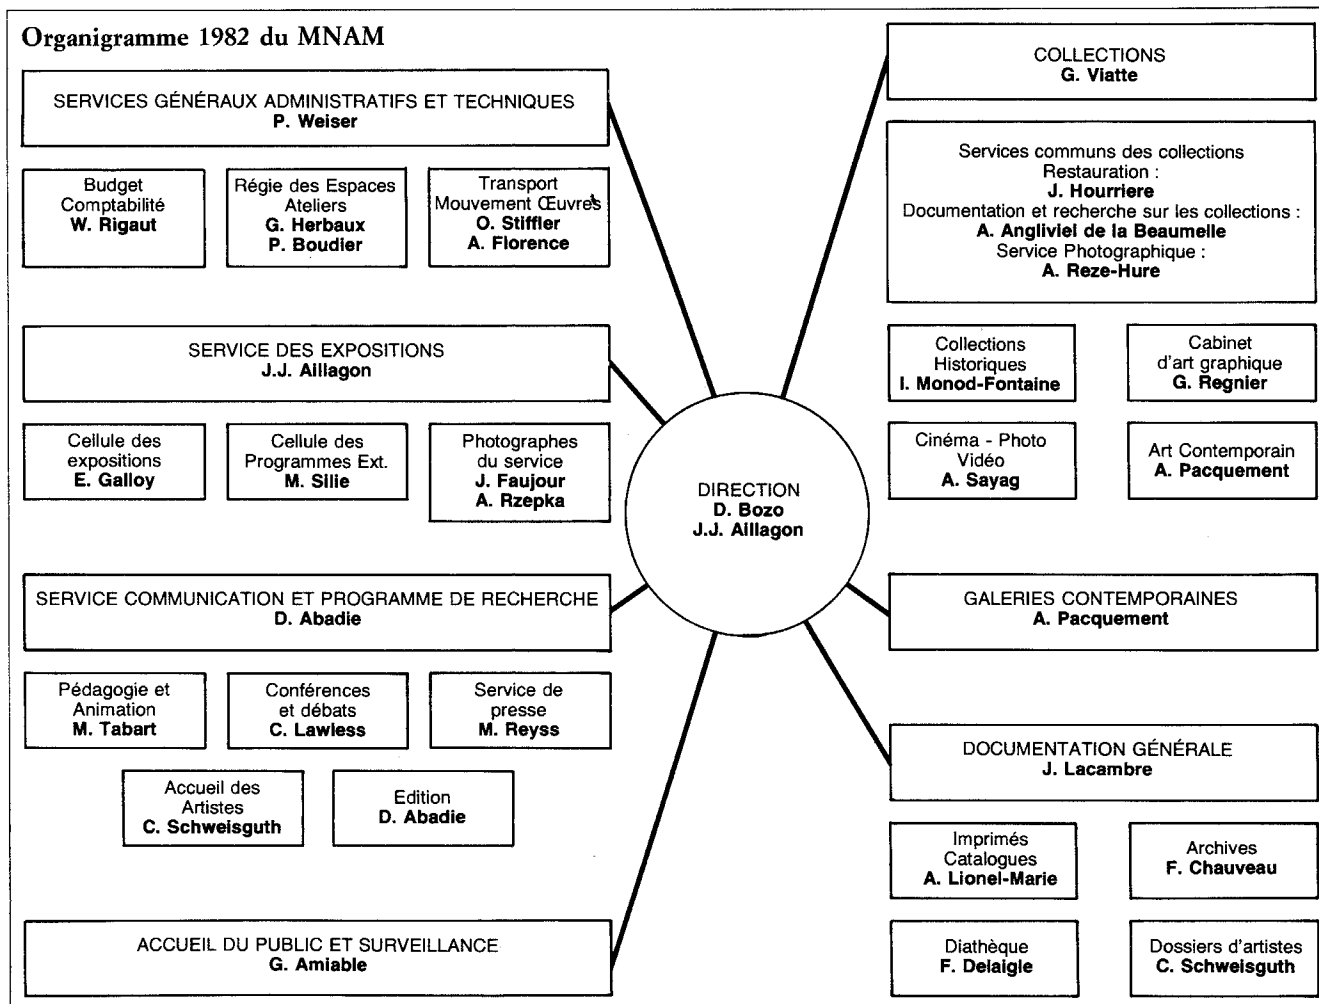 Organigramme 1982 du MNAM
SERVICES GÉNÉRAUX ADMINISTRATIFS ET TECHNIQUES
P. Weiser
Budget
Comptabilité
W. Rigaut
Régie des Espaces
Ateliers
G. Herbaux
P. Boudier
Transport
Mouvement Œuvres
O. Stiffler
A. Florence
SERVICE DES EXPOSITIONS
J.J. Aillagon
Cellule des
expositions
E. Galloy
Cellule des
Programmes Ext.
M. Silie
Photographes
du service
J. Faujour
A. Rzepka
SERVICE COMMUNICATION ET PROGRAMME DE RECHERCHE
D. Abadie
Pédagogie et
Animation
M. Tabart
Conférences
et débats
C. Lawless
Service de
presse
M. Reyss
Accueil des
Artistes
C. Schweisguth
Edition
D. Abadie
ACCUEIL DU PUBLIC ET SURVEILLANCE
G. Amiable
DIRECTION
D. Bozo
J.J. Aillagon
COLLECTIONS
G. Viatte
Services communs des collections
Restauration :
J. Hourriere
Documentation et recherche sur les collections :
A. Angliviel de la Beaumelle
Service Photographique :
A. Reze-Hure
Collections
Historiques
I. Monod-Fontaine
Cabinet
d'art graphique
G. Regnier
Cinéma - Photo
Vidéo
A. Sayag
Art Contemporain
A. Pacquement
GALERIES CONTEMPORAINES
A. Pacquement
DOCUMENTATION GÉNÉRALE
J. Lacambre
Imprimés
Catalogues
A. Lionel-Marie
Archives
F. Chauveau
Diathèque
F. Delaigle
Dossiers d'artistes
C. Schweisguth